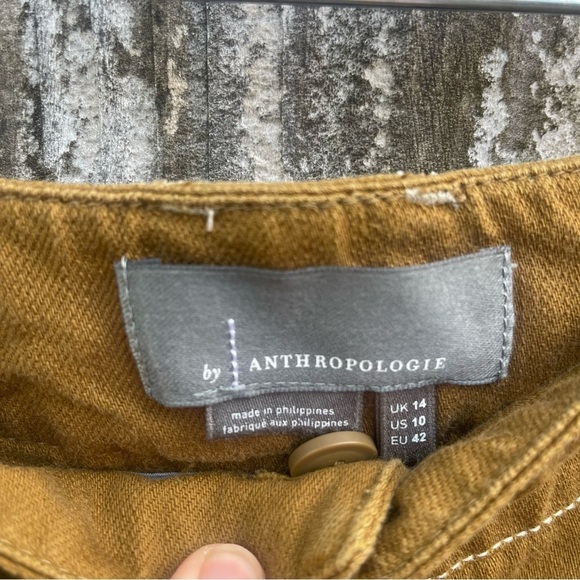 by ANTHROPOLOGIE
made in philippines
fabriqué aux philippines
UK 14
US 10
EU 42